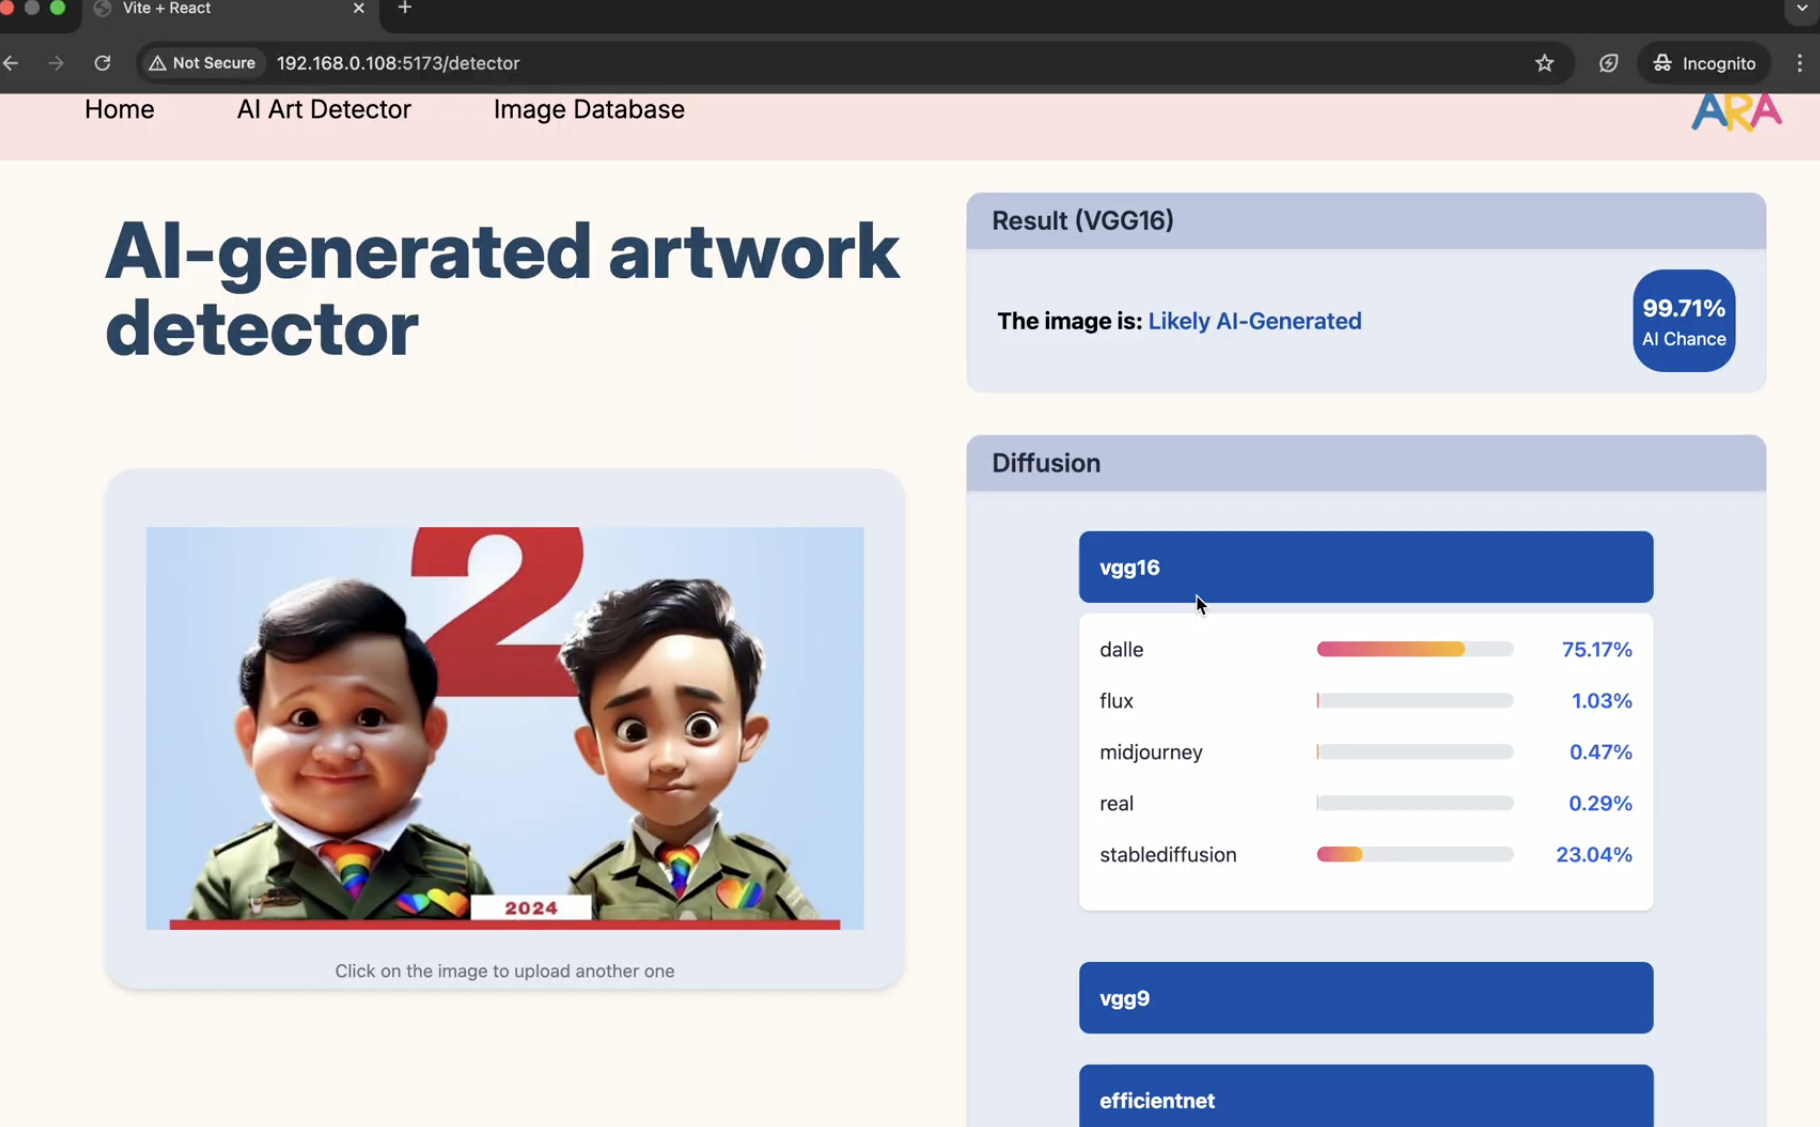 Vite + React
Not Secure 192.168.0.108:5173/detector Incognito
Home AI Art Detector Image Database ARA
AI-generated artwork
detector
Result (VGG16)
The image is: Likely AI-Generated
99.71%
AI Chance
Diffusion
vgg16
dalle 75.17%
flux 1.03%
midjourney 0.47%
real 0.29%
stablediffusion 23.04%
2
2024
Click on the image to upload another one
vgg9
efficientnet